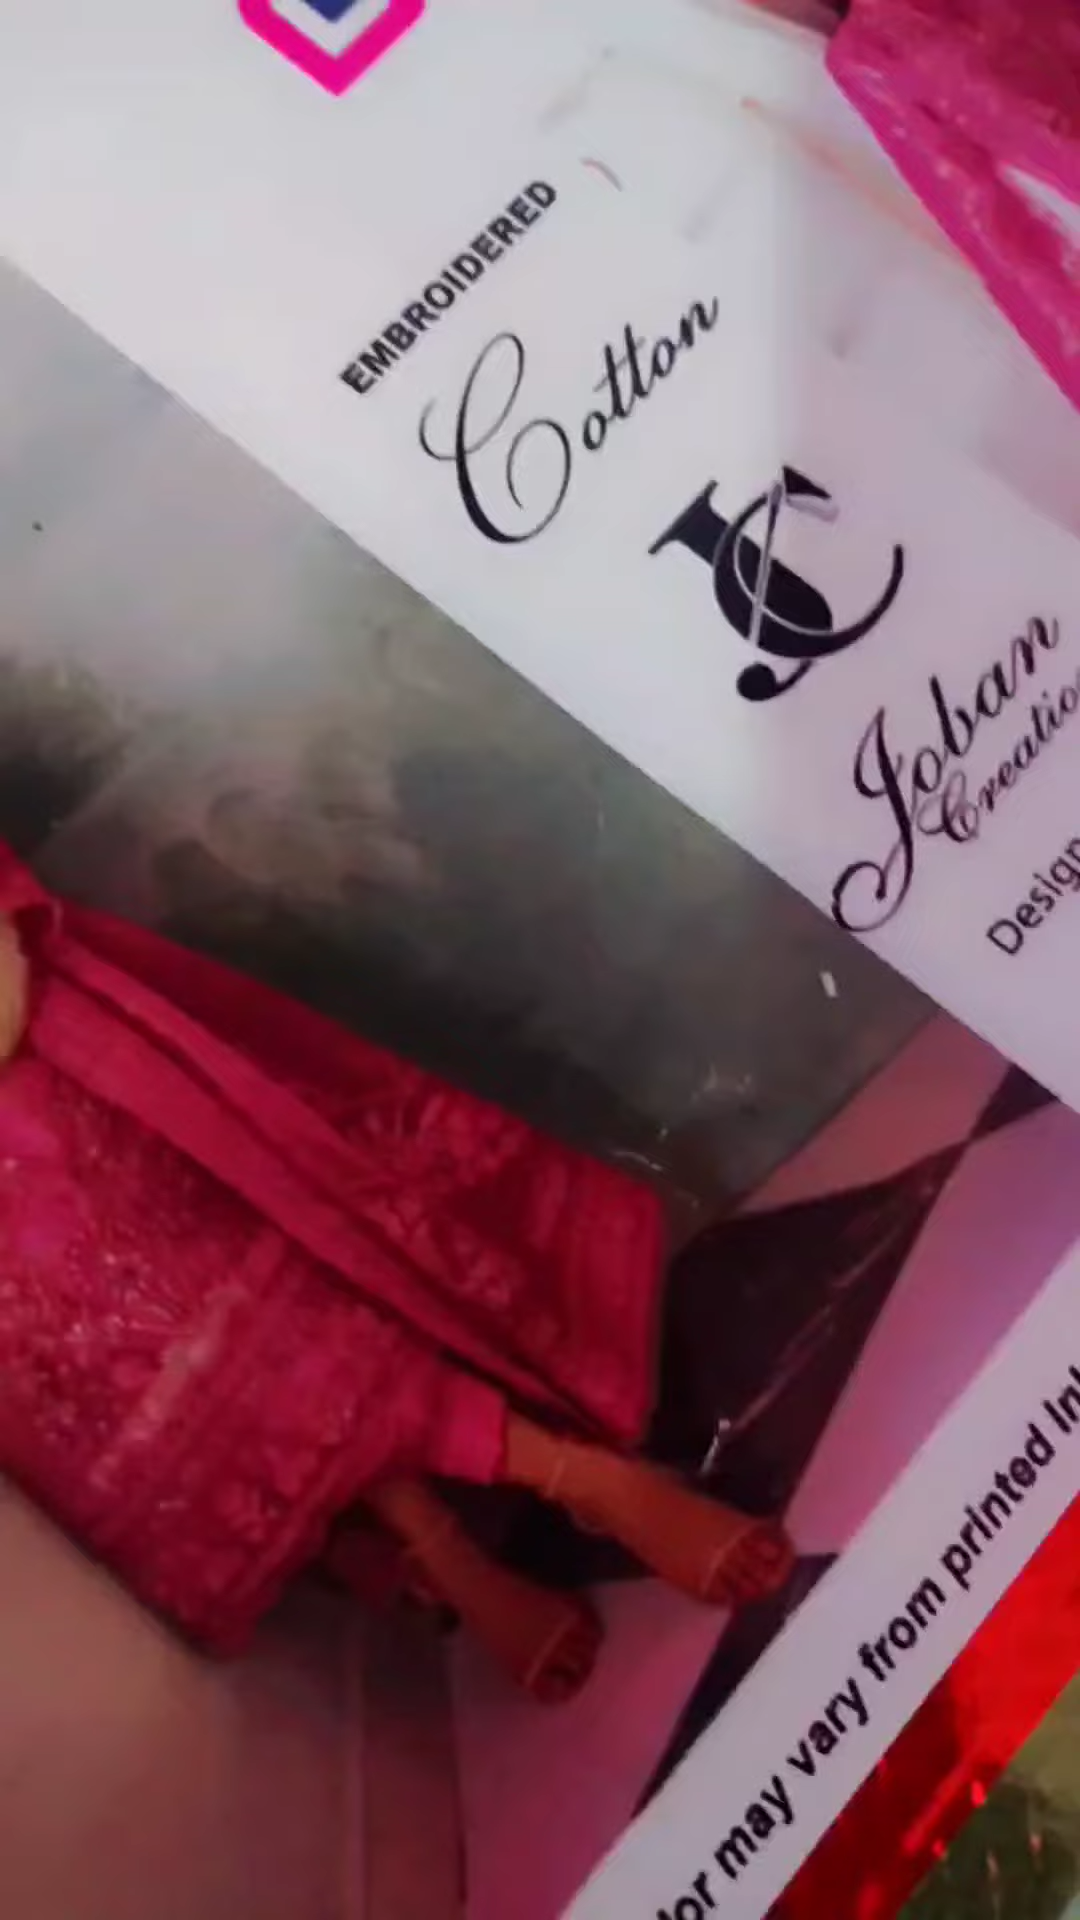 EMBROIDERED
Cotton
JC
Joban
Creatio
Desig
lor may vary from printed In